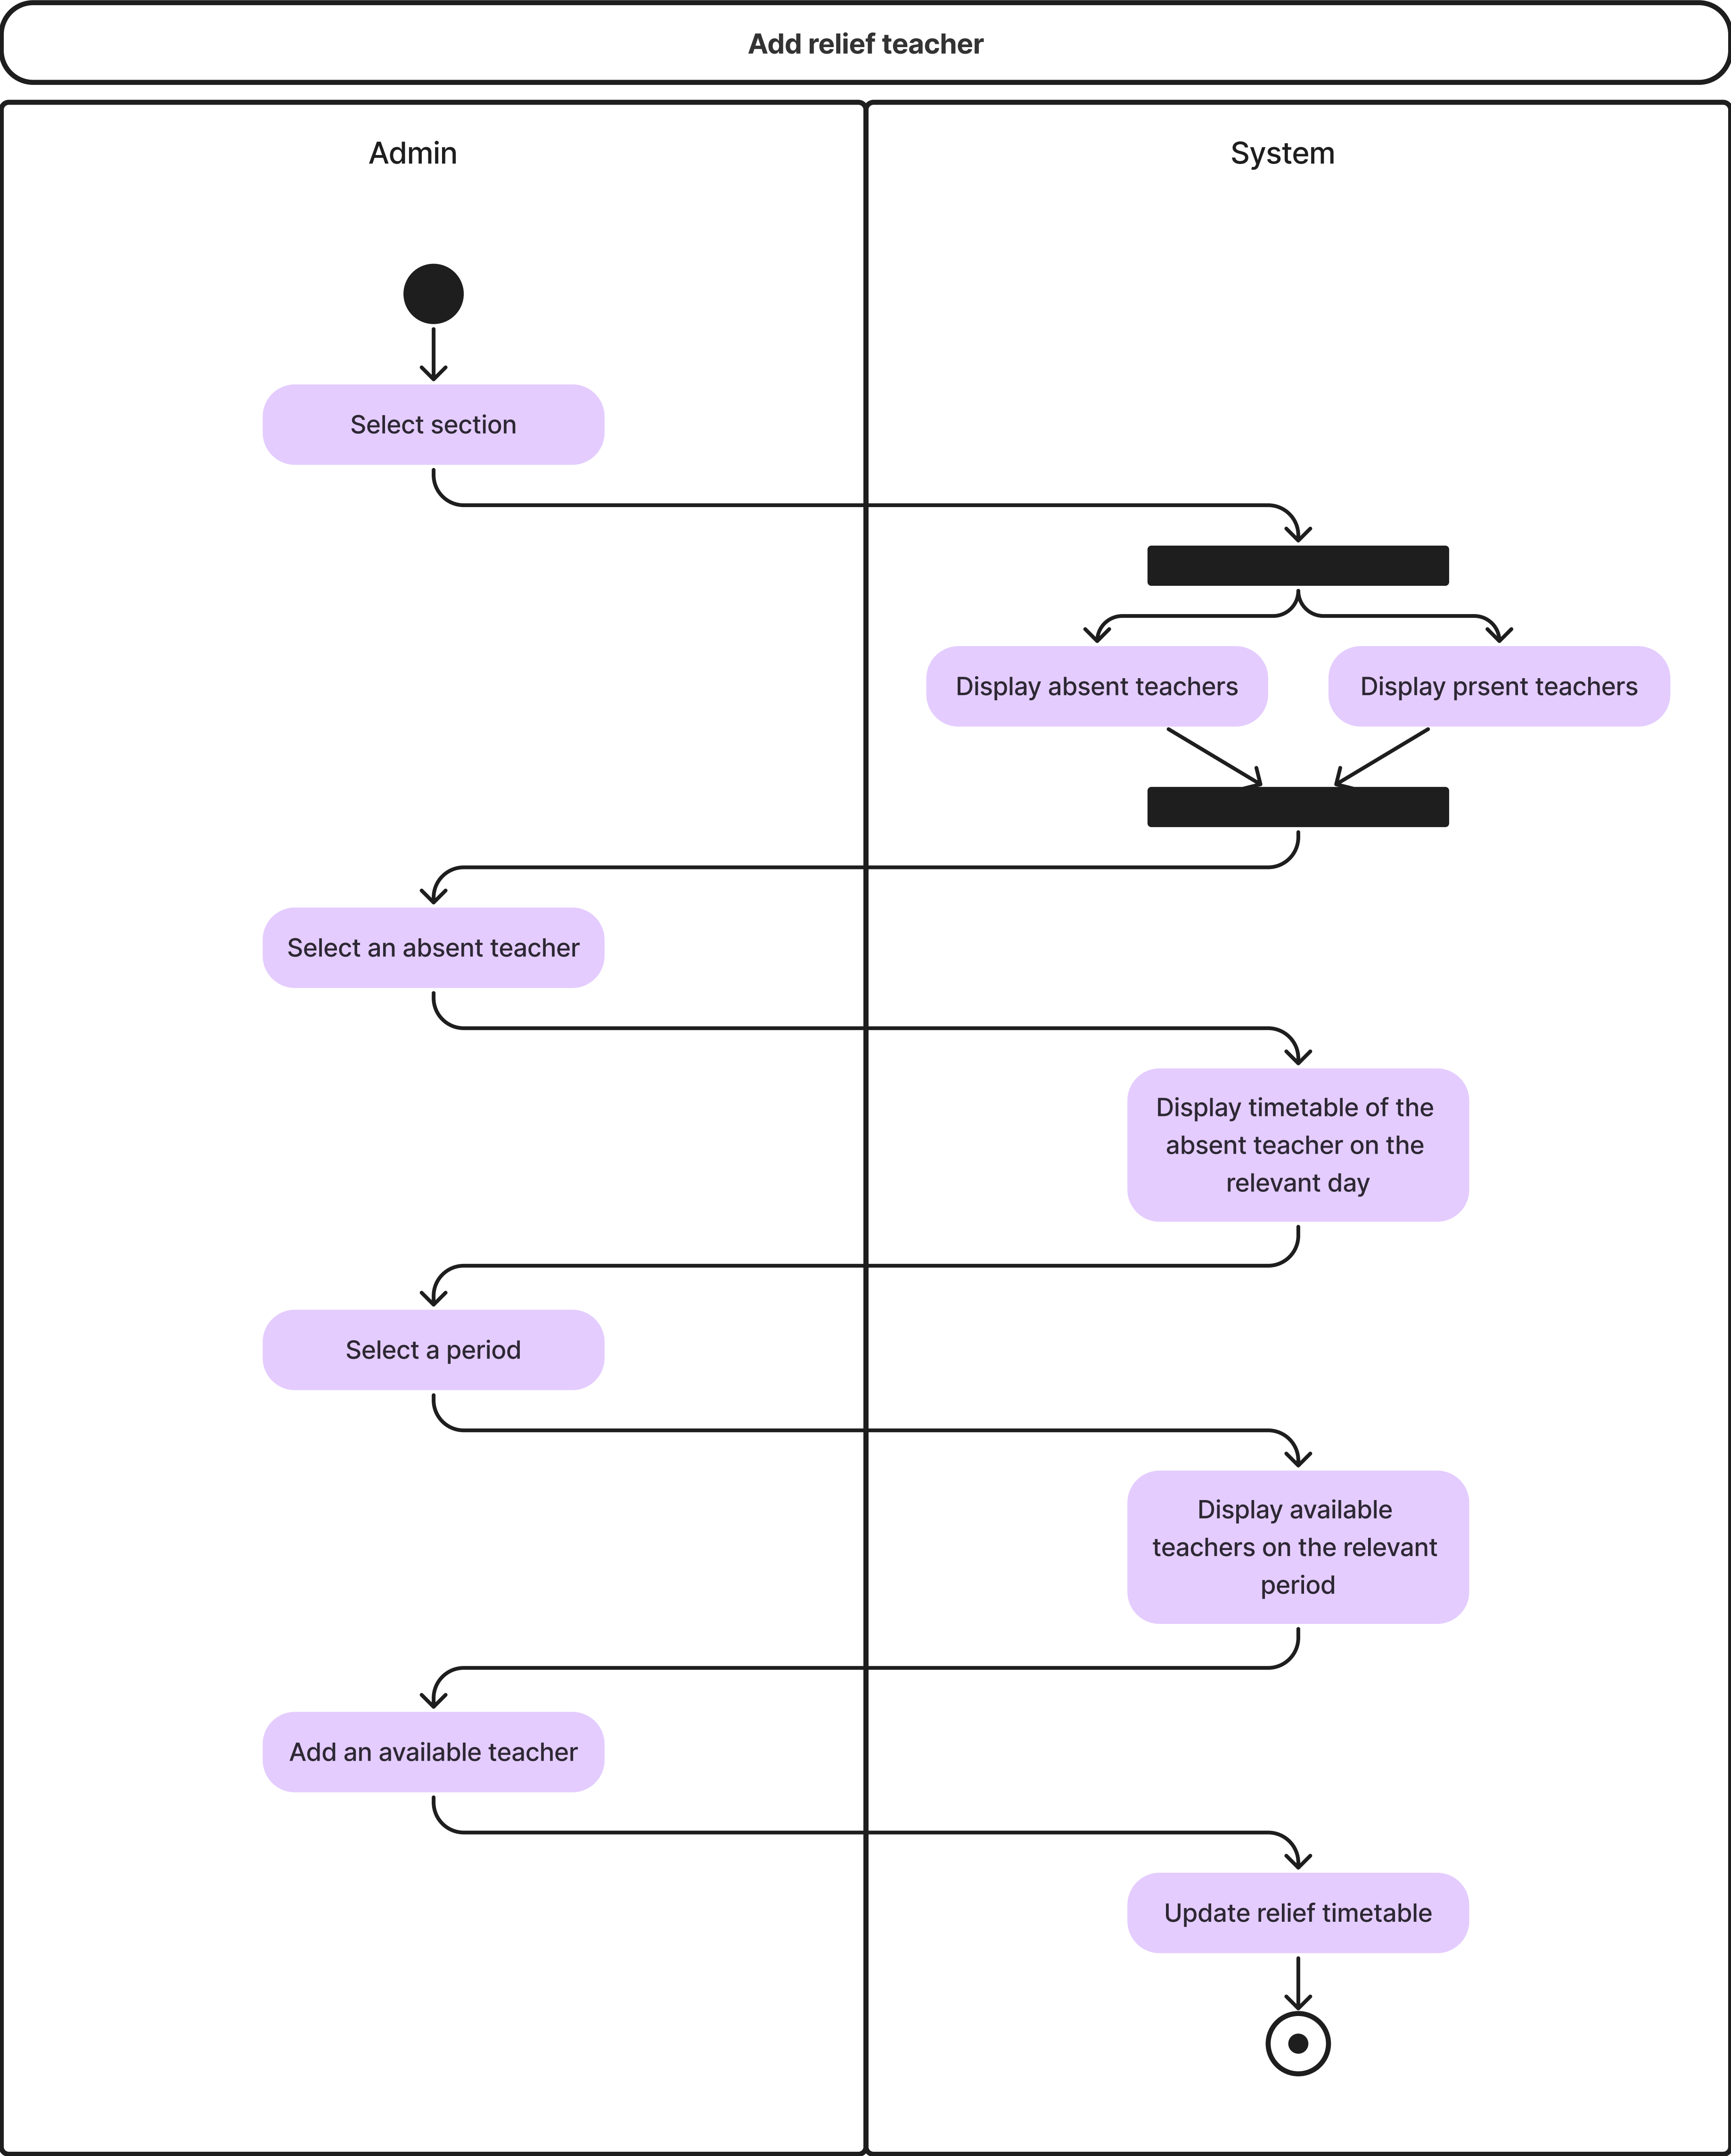 Add relief teacher
Admin
System
Select section
Display absent teachers
Display prsent teachers
Select an absent teacher
Display timetable of the
absent teacher on the
relevant day
Select a period
Display available
teachers on the relevant
period
Add an available teacher
Update relief timetable